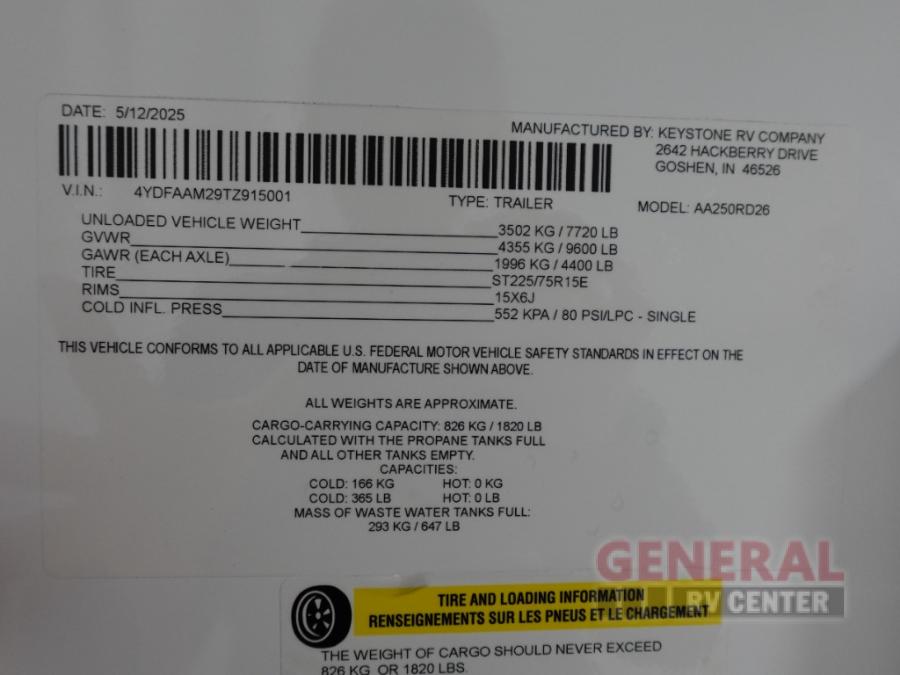 DATE: 5/12/2025
MANUFACTURED BY: KEYSTONE RV COMPANY
2642 HACKBERRY DRIVE
GOSHEN, IN 46526
V.I.N.: 4YDFAAM29TZ915001
TYPE: TRAILER
MODEL: AA250RD26
UNLOADED VEHICLE WEIGHT 3502 KG / 7720 LB
GVWR 4355 KG / 9600 LB
GAWR (EACH AXLE) 1996 KG / 4400 LB
TIRE ST225/75R15E
RIMS 15X6J
COLD INFL. PRESS 552 KPA / 80 PSI/LPC - SINGLE
THIS VEHICLE CONFORMS TO ALL APPLICABLE U.S. FEDERAL MOTOR VEHICLE SAFETY STANDARDS IN EFFECT ON THE
DATE OF MANUFACTURE SHOWN ABOVE.
ALL WEIGHTS ARE APPROXIMATE.
CARGO-CARRYING CAPACITY: 826 KG / 1820 LB
CALCULATED WITH THE PROPANE TANKS FULL
AND ALL OTHER TANKS EMPTY.
CAPACITIES:
COLD: 166 KG HOT: 0 KG
COLD: 365 LB HOT: 0 LB
MASS OF WASTE WATER TANKS FULL:
293 KG / 647 LB
GENERAL
RV CENTER
TIRE AND LOADING INFORMATION
RENSEIGNEMENTS SUR LES PNEUS ET LE CHARGEMENT
THE WEIGHT OF CARGO SHOULD NEVER EXCEED
826 KG OR 1820 LBS.